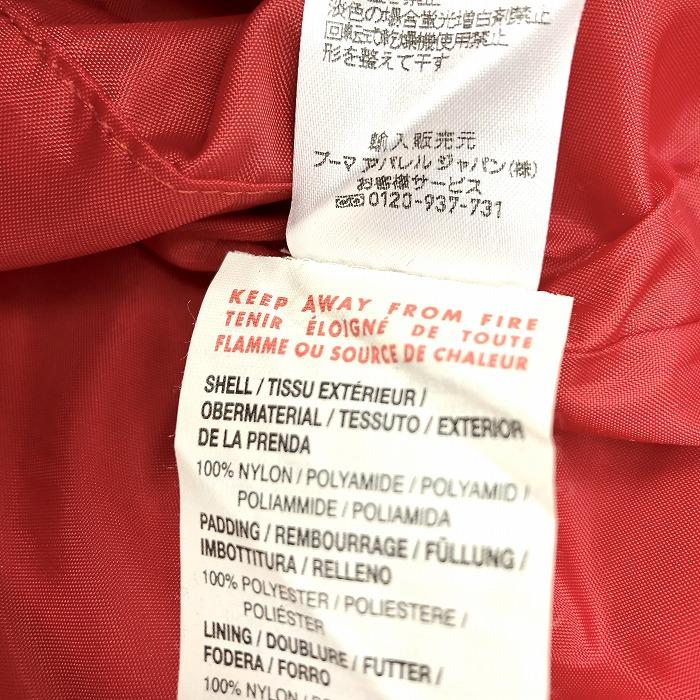 淡色の場合蛍光増白剤禁止
回転式乾燥機使用禁止
形を整えて干す
輸入販売元
プーマ アパレル ジャパン(株)
お客様サービス
0120-937-731
KEEP AWAY FROM FIRE
TENIR ÉLOIGNÉ DE TOUTE
FLAMME OU SOURCE DE CHALEUR
SHELL / TISSU EXTÉRIEUR /
OBERMATERIAL / TESSUTO / EXTERIOR
DE LA PRENDA
100% NYLON / POLYAMIDE / POLYAMID /
POLIAMMIDE / POLIAMIDA
PADDING / REMBOURRAGE / FÜLLUNG /
IMBOTTITURA / RELLENO
100% POLYESTER / POLIESTERE /
POLIÉSTER
LINING / DOUBLURE / FUTTER /
FODERA / FORRO
100% NYLON /